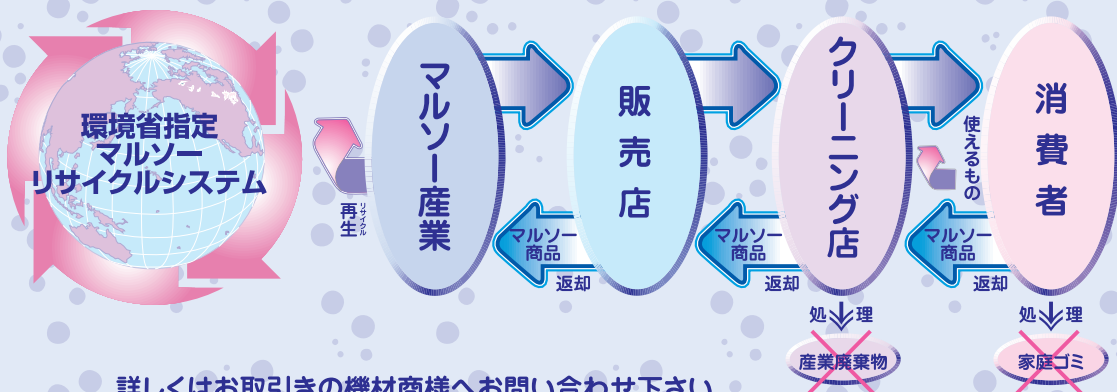 環境省指定
マルソー
リサイクルシステム
再生
リサイクル
マルソー産業
販売店
クリーニング店
消費者
使えるもの
マルソー
商品
返却
マルソー
商品
返却
マルソー
商品
返却
処理
処理
産業廃棄物
家庭ゴミ
詳しくはお取引きの機材商様へお問い合わせ下さい